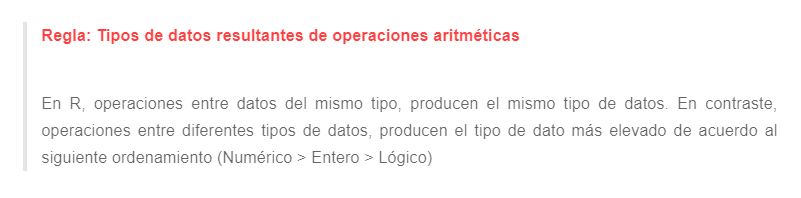 Regla: Tipos de datos resultantes de operaciones aritméticas
En R, operaciones entre datos del mismo tipo, producen el mismo tipo de datos. En contraste,
operaciones entre diferentes tipos de datos, producen el tipo de dato más elevado de acuerdo al
siguiente ordenamiento (Numérico > Entero > Lógico)